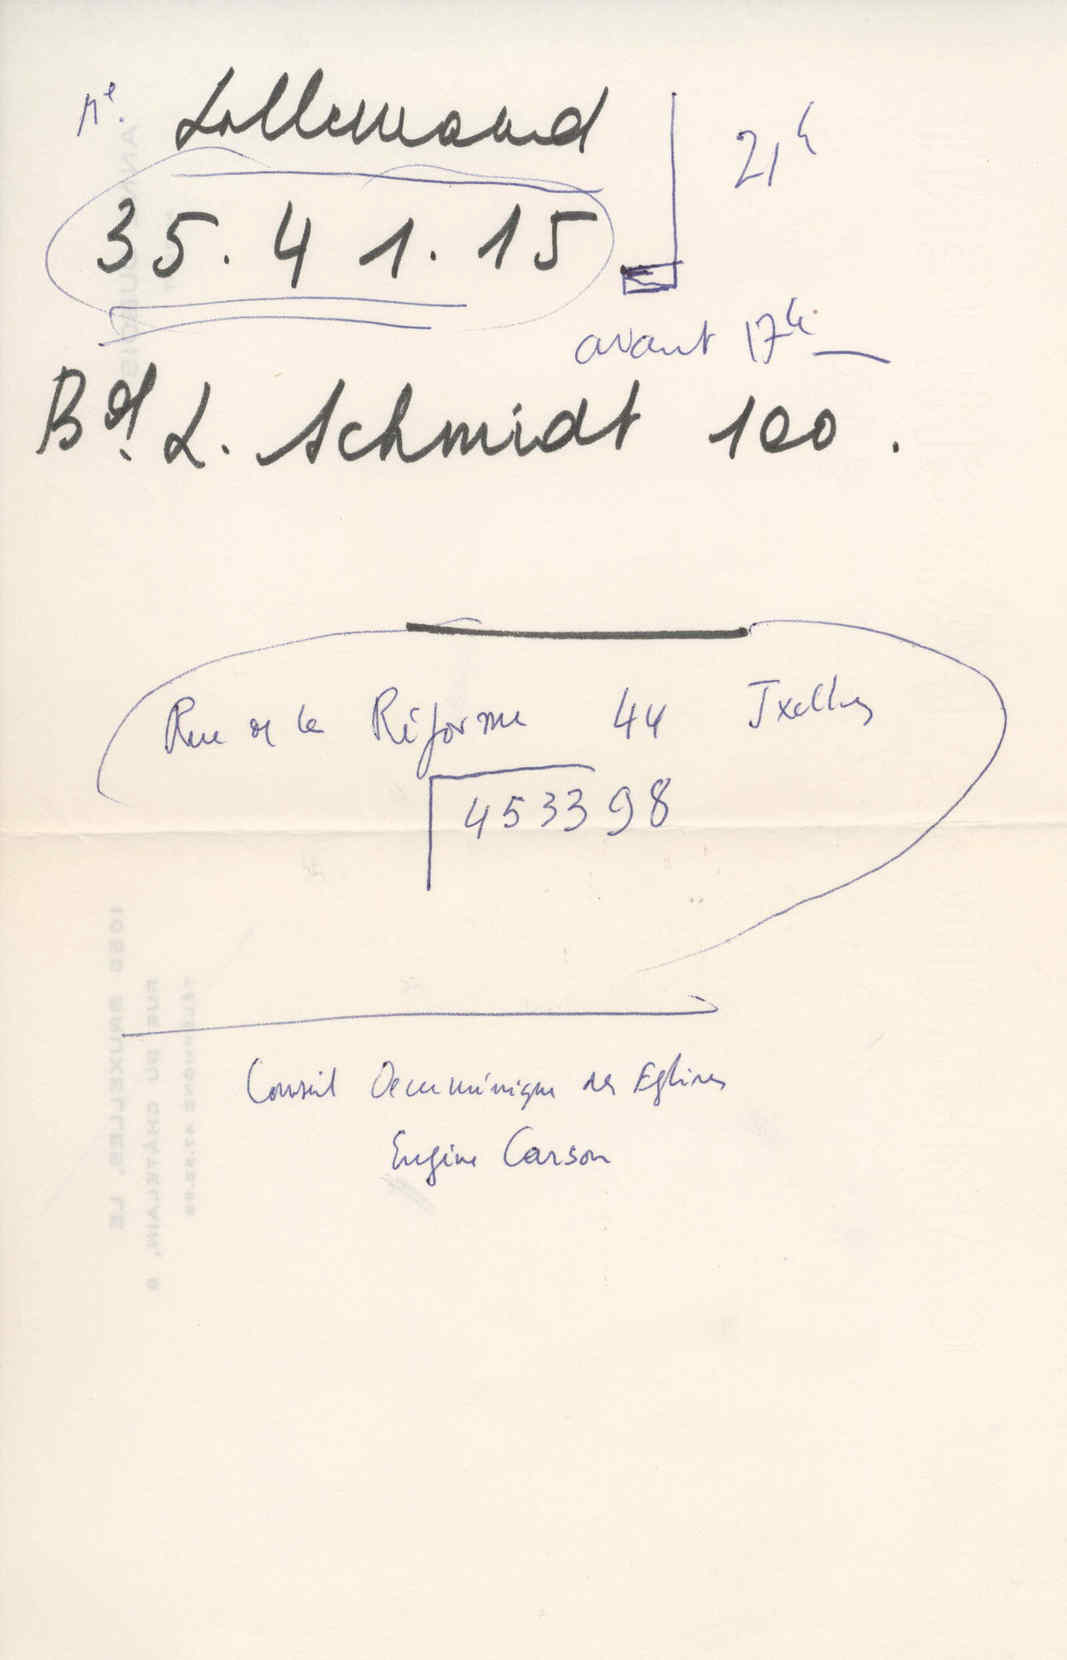 Me. Lallemand
21h
35.41.15
avant 17h.
Bd. L. Schmidt 100.
Rue de la Réforme 44 Ixelles
453398
Conseil Oecuménique des Eglises
Eugène Carson